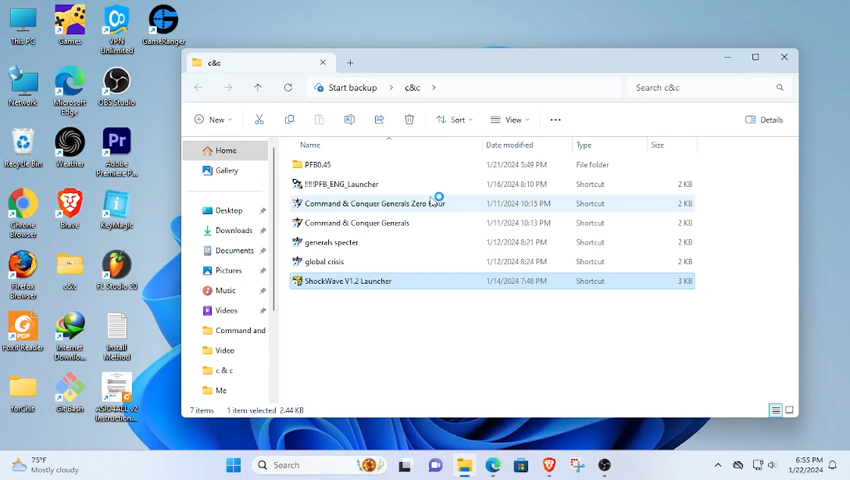 This PC
Games
VPN Unlimited
GameRanger
Network
Microsoft Edge
OBS Studio
Recycle Bin
Weather
Adobe Premiere P...
Chrome Browser
Brave
KeyMagic
Firefox Browser
c&c
FL Studio 20
Foxit Reader
Internet Downloa...
Install Method
forChit
Git Bash
ASIO4ALL v2 Instruction...
c&c
Start backup
c&c
Search c&c
New
Sort
View
Details
Home
Gallery
Desktop
Downloads
Documents
Pictures
Music
Videos
Command and
Video
c & c
Me
Name Date modified Type Size
PFB0.45 1/21/2024 5:49 PM File folder
!!!!!PFB_ENG_Launcher 1/16/2024 8:10 PM Shortcut 2 KB
Command & Conquer Generals Zero Hour 1/11/2024 10:15 PM Shortcut 2 KB
Command & Conquer Generals 1/11/2024 10:13 PM Shortcut 2 KB
generals specter 1/12/2024 8:21 PM Shortcut 2 KB
global crisis 1/12/2024 8:24 PM Shortcut 2 KB
ShockWave V1.2 Launcher 1/14/2024 7:48 PM Shortcut 3 KB
7 items 1 item selected 2.44 KB
75°F
Mostly cloudy
Search
6:55 PM
1/22/2024